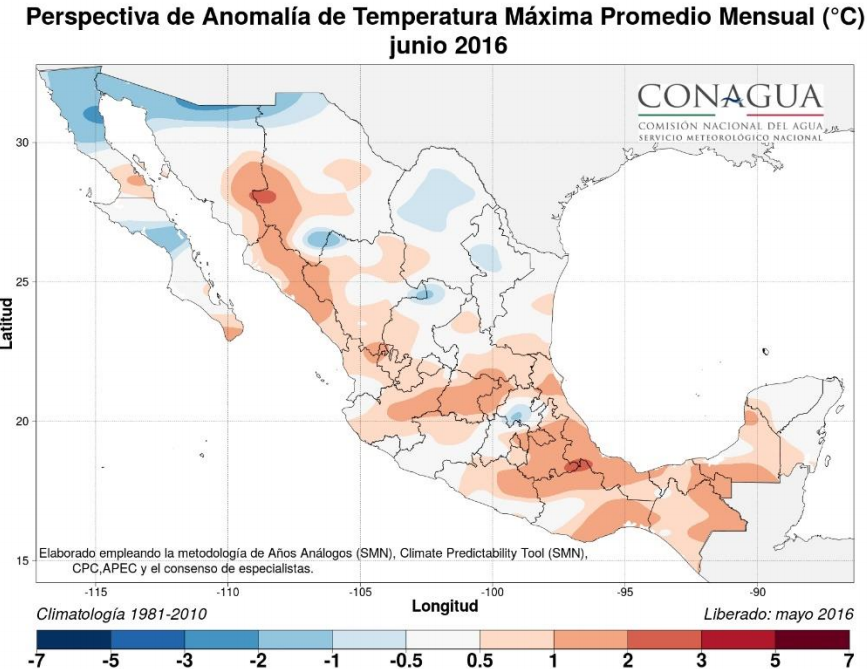 Perspectiva de Anomalía de Temperatura Máxima Promedio Mensual (°C)
junio 2016
CONAGUA
COMISIÓN NACIONAL DEL AGUA
SERVICIO METEOROLÓGICO NACIONAL
30
25
20
15
Latitud
Elaborado empleando la metodología de Años Análogos (SMN), Climate Predictability Tool (SMN),
CPC,APEC y el consenso de especialistas.
-115 -110 -105 -100 -95 -90
Climatología 1981-2010 Longitud Liberado: mayo 2016
-7 -5 -3 -2 -1 -0.5 0.5 1 2 3 5 7